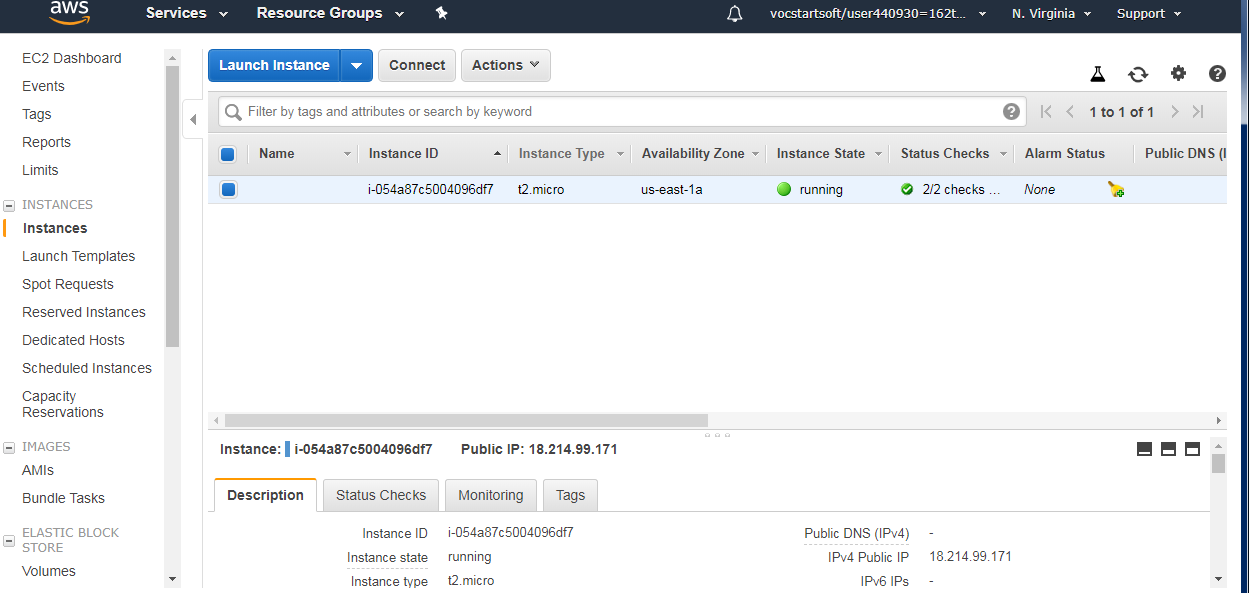 aws Services Resource Groups vocstartsoft/user440930=162t... N. Virginia Support
EC2 Dashboard
Events
Tags
Reports
Limits
INSTANCES
Instances
Launch Templates
Spot Requests
Reserved Instances
Dedicated Hosts
Scheduled Instances
Capacity
Reservations
IMAGES
AMIs
Bundle Tasks
ELASTIC BLOCK
STORE
Volumes
Launch Instance Connect Actions
Filter by tags and attributes or search by keyword 1 to 1 of 1
Name Instance ID Instance Type Availability Zone Instance State Status Checks Alarm Status Public DNS (I
i-054a87c5004096df7 t2.micro us-east-1a running 2/2 checks ... None
Instance: i-054a87c5004096df7 Public IP: 18.214.99.171
Description Status Checks Monitoring Tags
Instance ID i-054a87c5004096df7 Public DNS (IPv4) -
Instance state running IPv4 Public IP 18.214.99.171
Instance type t2.micro IPv6 IPs -